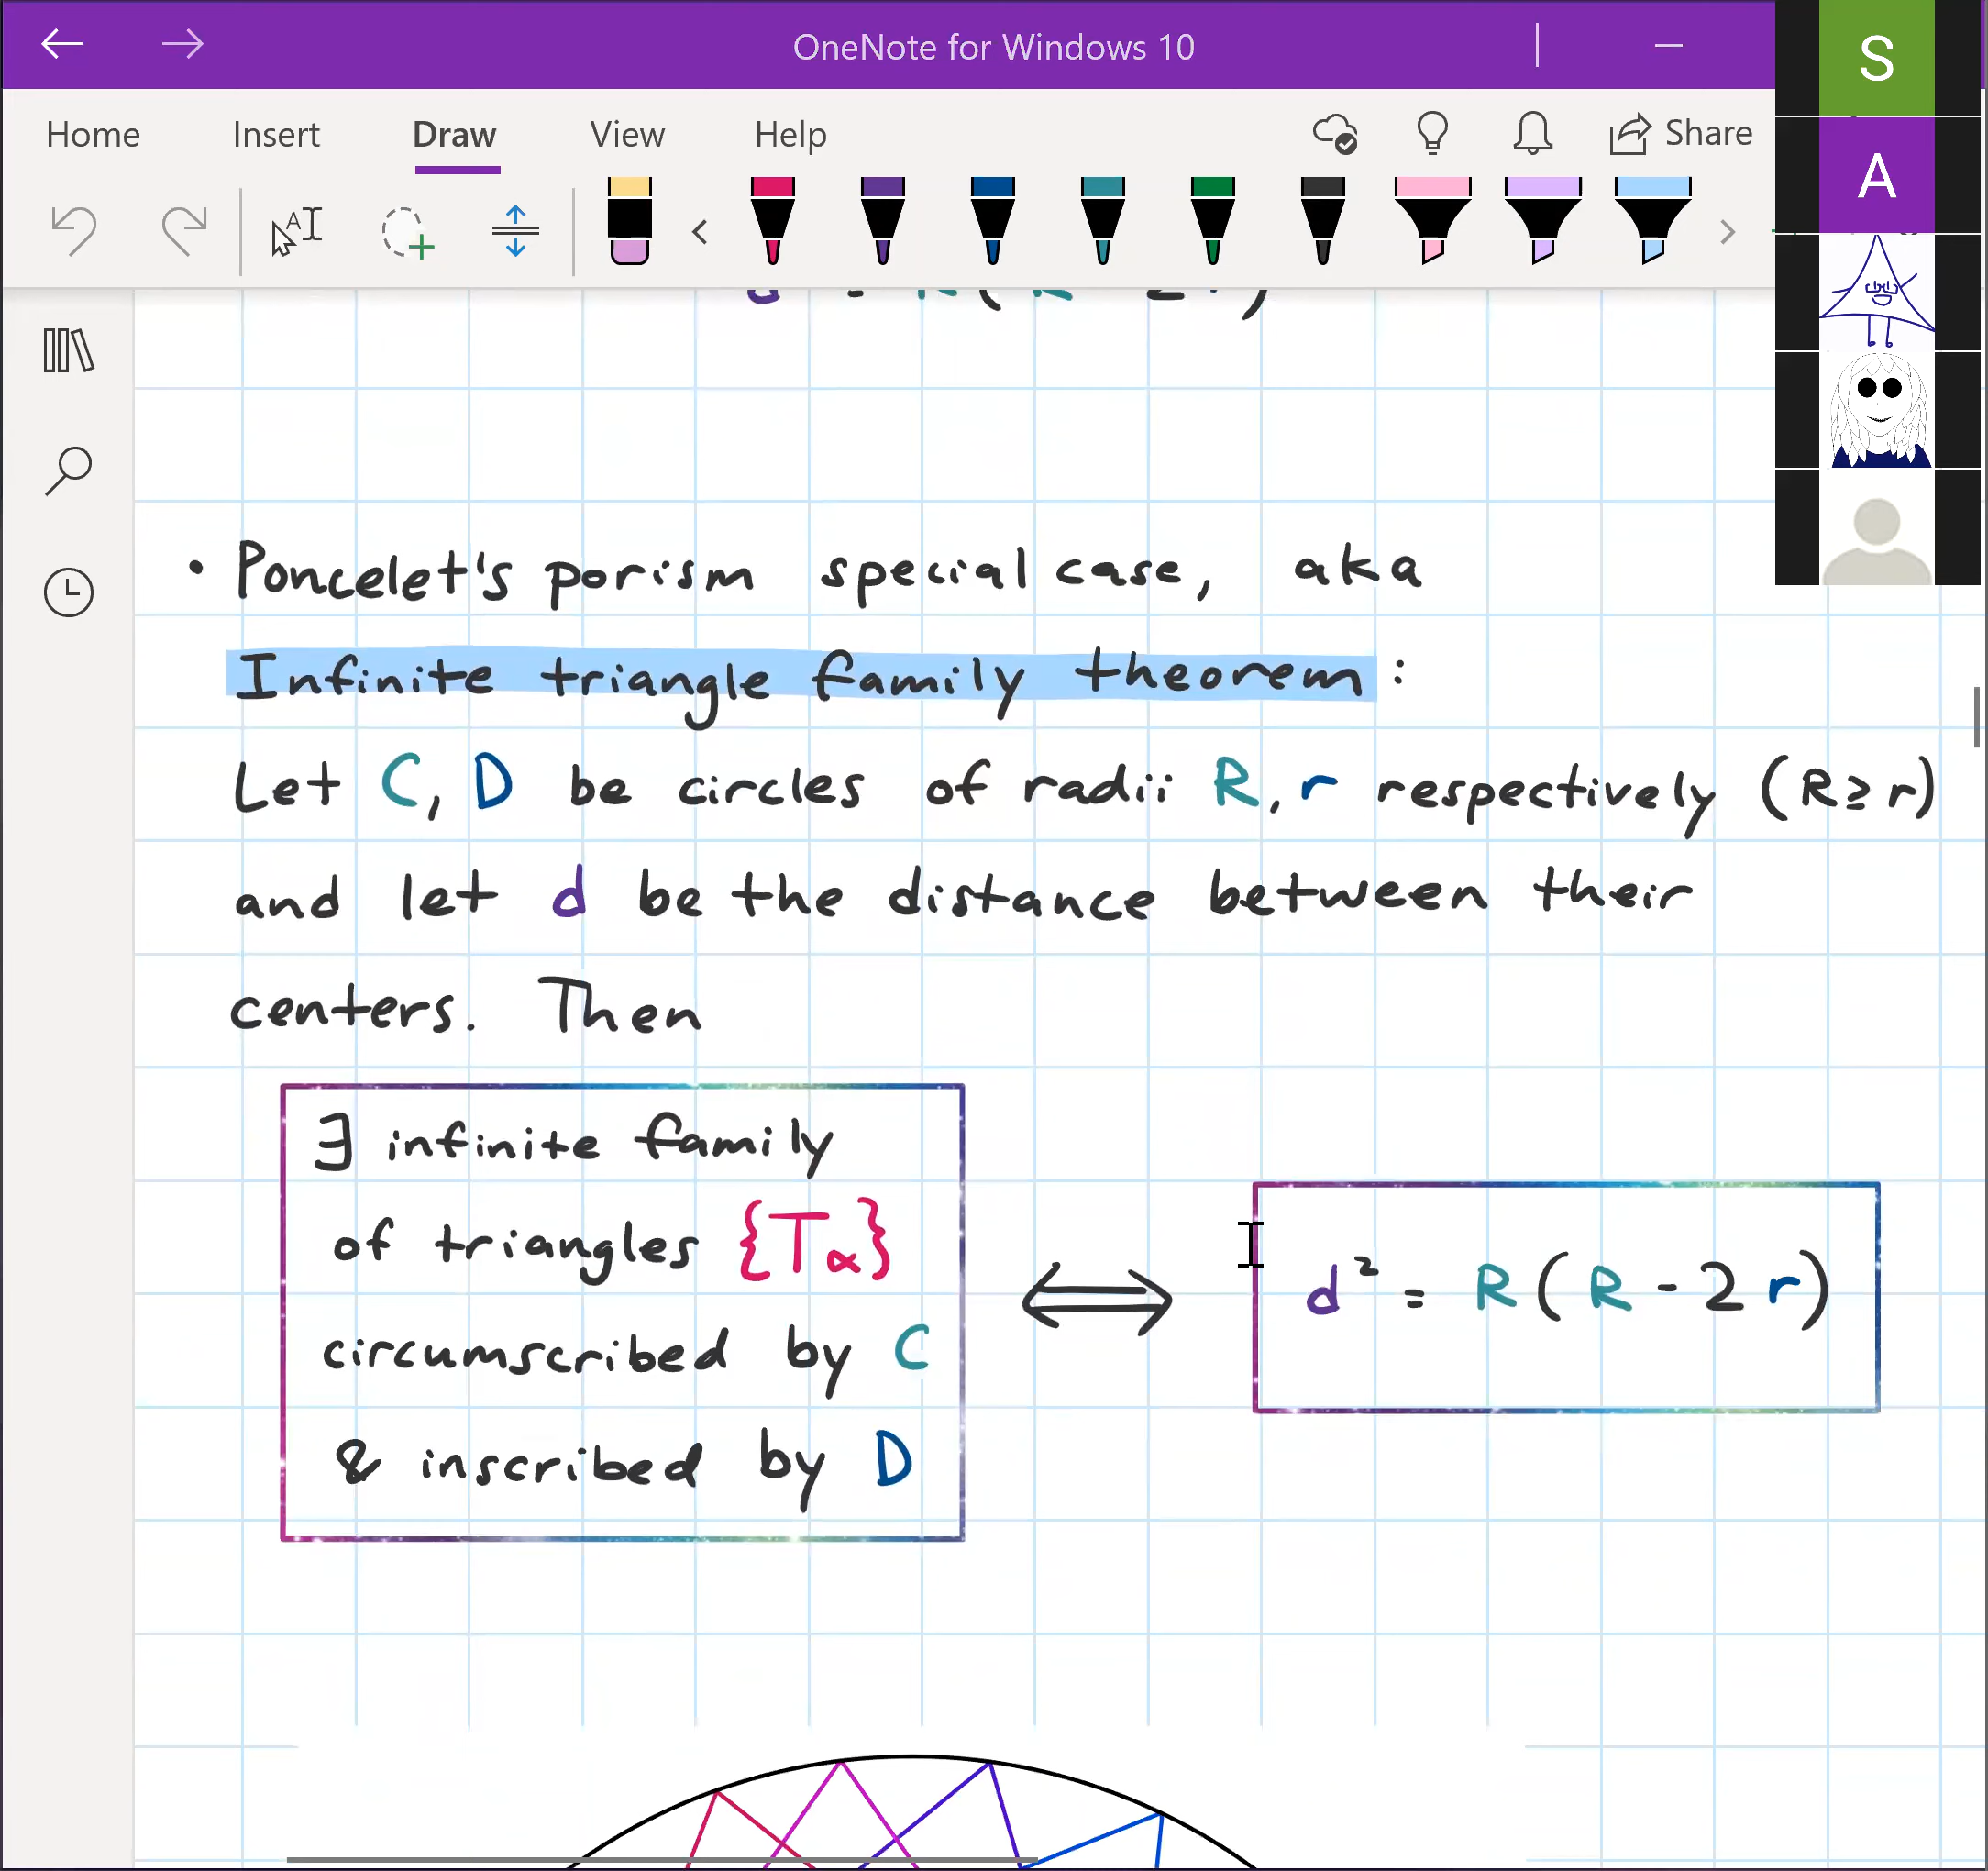 OneNote for Windows 10
Home Insert Draw View Help Share
S
A
• Poncelet's porism special case, aka
Infinite triangle family theorem:
Let C, D be circles of radii R, r respectively (R≥r)
and let d be the distance between their
centers. Then
∃ infinite family
of triangles {Tα}
circumscribed by C
& inscribed by D
⟺
d² = R(R-2r)